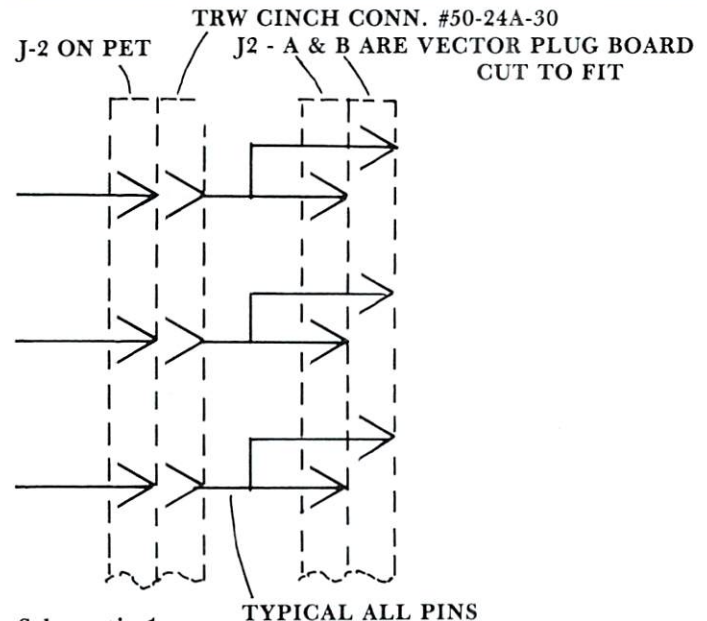 TRW CINCH CONN. #50-24A-30
J-2 ON PET
J2 - A & B ARE VECTOR PLUG BOARD
CUT TO FIT
TYPICAL ALL PINS